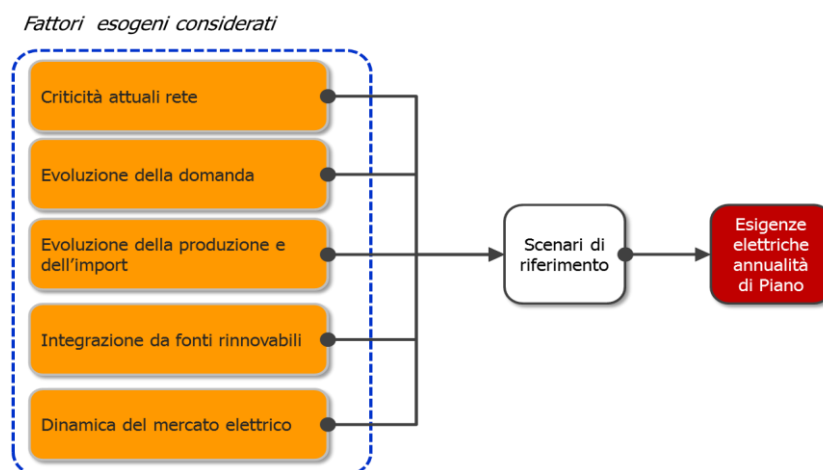 Fattori esogeni considerati
Criticità attuali rete
Evoluzione della domanda
Evoluzione della produzione e
dell'import
Integrazione da fonti rinnovabili
Dinamica del mercato elettrico
Scenari di
riferimento
Esigenze
elettriche
annualità
di Piano